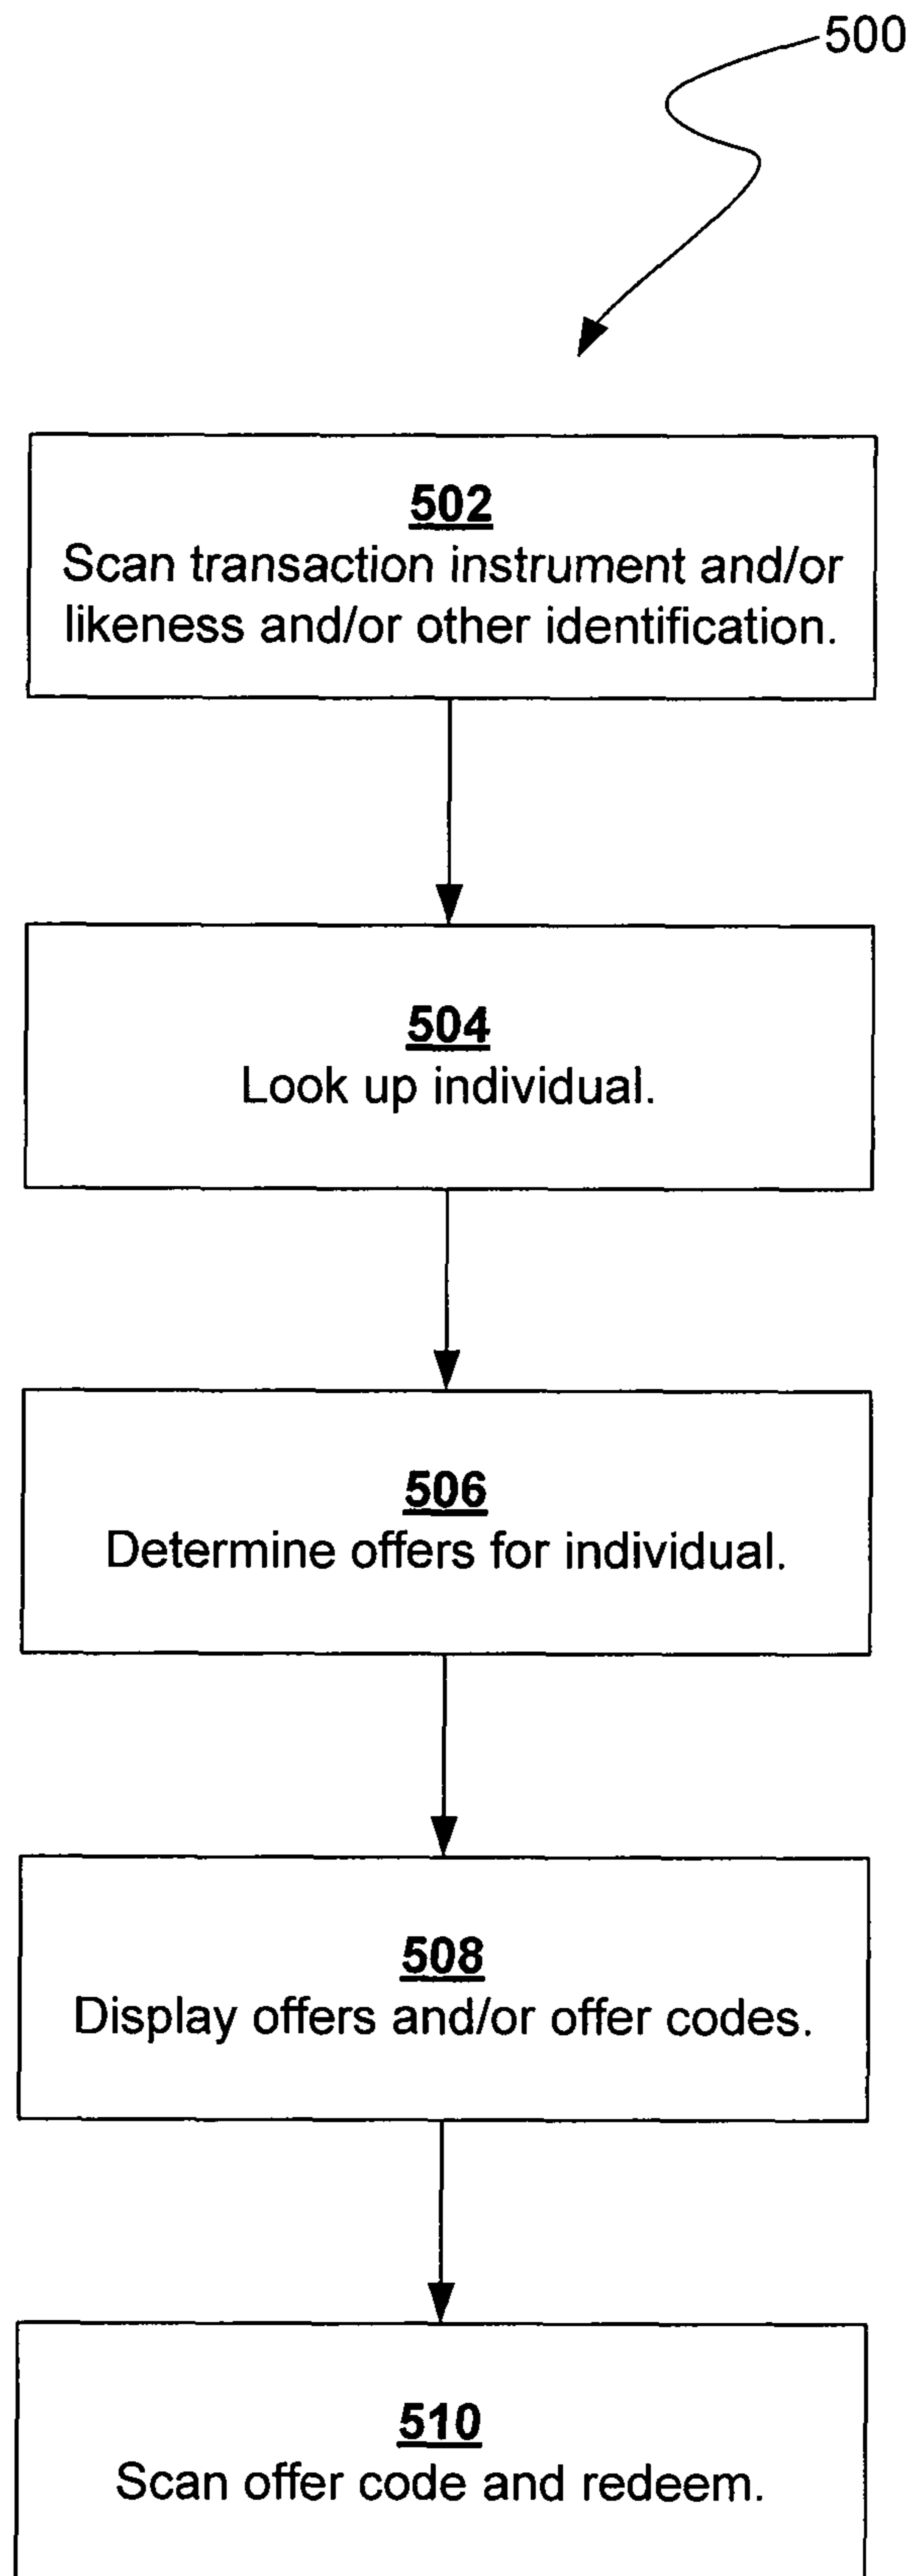 500
502
Scan transaction instrument and/or
likeness and/or other identification.
504
Look up individual.
506
Determine offers for individual.
508
Display offers and/or offer codes.
510
Scan offer code and redeem.